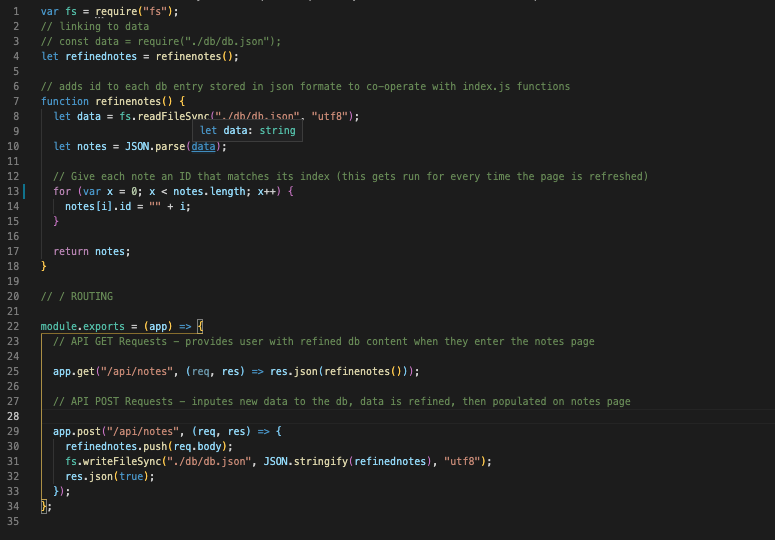 1 var fs = require("fs");
2 // linking to data
3 // const data = require("./db/db.json");
4 let refinednotes = refinenotes();
5
6 // adds id to each db entry stored in json formate to co-operate with index.js functions
7 function refinenotes() {
8 let data = fs.readFileSync("./db/db.json", "utf8");
9 let data: string
10 let notes = JSON.parse(data);
11
12 // Give each note an ID that matches its index (this gets run for every time the page is refreshed)
13 for (var x = 0; x < notes.length; x++) {
14 notes[i].id = "" + i;
15 }
16
17 return notes;
18 }
19
20 // / ROUTING
21
22 module.exports = (app) => {
23 // API GET Requests - provides user with refined db content when they enter the notes page
24
25 app.get("/api/notes", (req, res) => res.json(refinenotes()));
26
27 // API POST Requests - inputes new data to the db, data is refined, then populated on notes page
28
29 app.post("/api/notes", (req, res) => {
30 refinednotes.push(req.body);
31 fs.writeFileSync("./db/db.json", JSON.stringify(refinednotes), "utf8");
32 res.json(true);
33 });
34 };
35